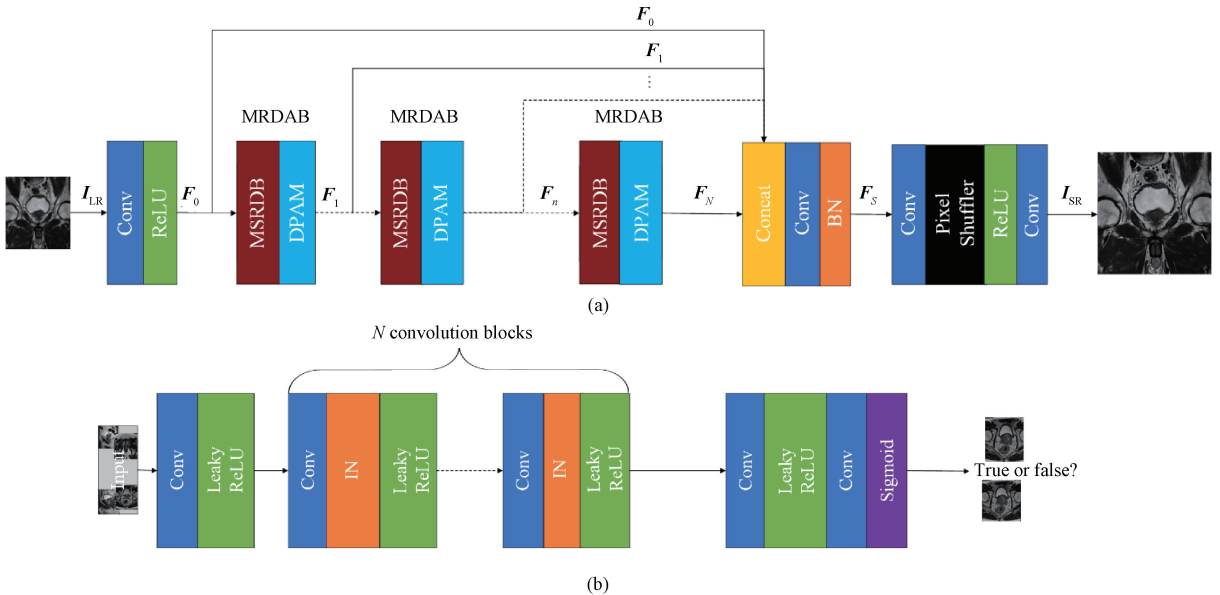 F0
F1
⋮
MRDAB
MRDAB
MRDAB
ILR
Conv
ReLU
F0
MSRDB
DPAM
F1
MSRDB
DPAM
Fn
MSRDB
DPAM
FN
Concat
Conv
BN
FS
Conv
Pixel
Shuffler
ReLU
Conv
ISR
(a)
N convolution blocks
Input
Conv
Leaky
ReLU
Conv
IN
Leaky
ReLU
Conv
IN
Leaky
ReLU
Conv
Leaky
ReLU
Conv
Sigmoid
True or false?
(b)